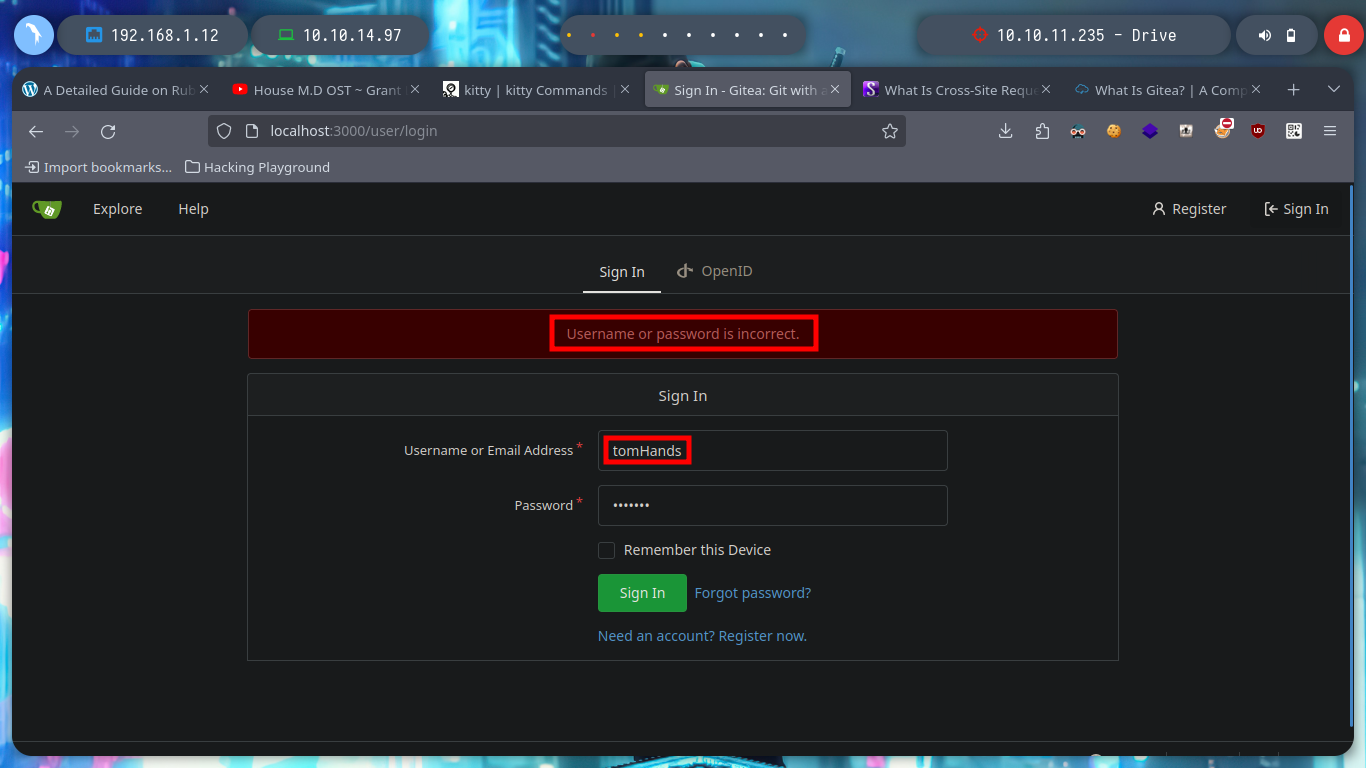 192.168.1.12
10.10.14.97
10.10.11.235 - Drive
A Detailed Guide on Rub
House M.D OST ~ Grant
kitty | kitty Commands |
Sign In - Gitea: Git with a
What Is Cross-Site Reque
What Is Gitea? | A Comp
localhost:3000/user/login
Import bookmarks...
Hacking Playground
Explore
Help
Register
Sign In
Sign In
OpenID
Username or password is incorrect.
Sign In
Username or Email Address *
tomHands
Password *
•••••••
Remember this Device
Sign In
Forgot password?
Need an account? Register now.